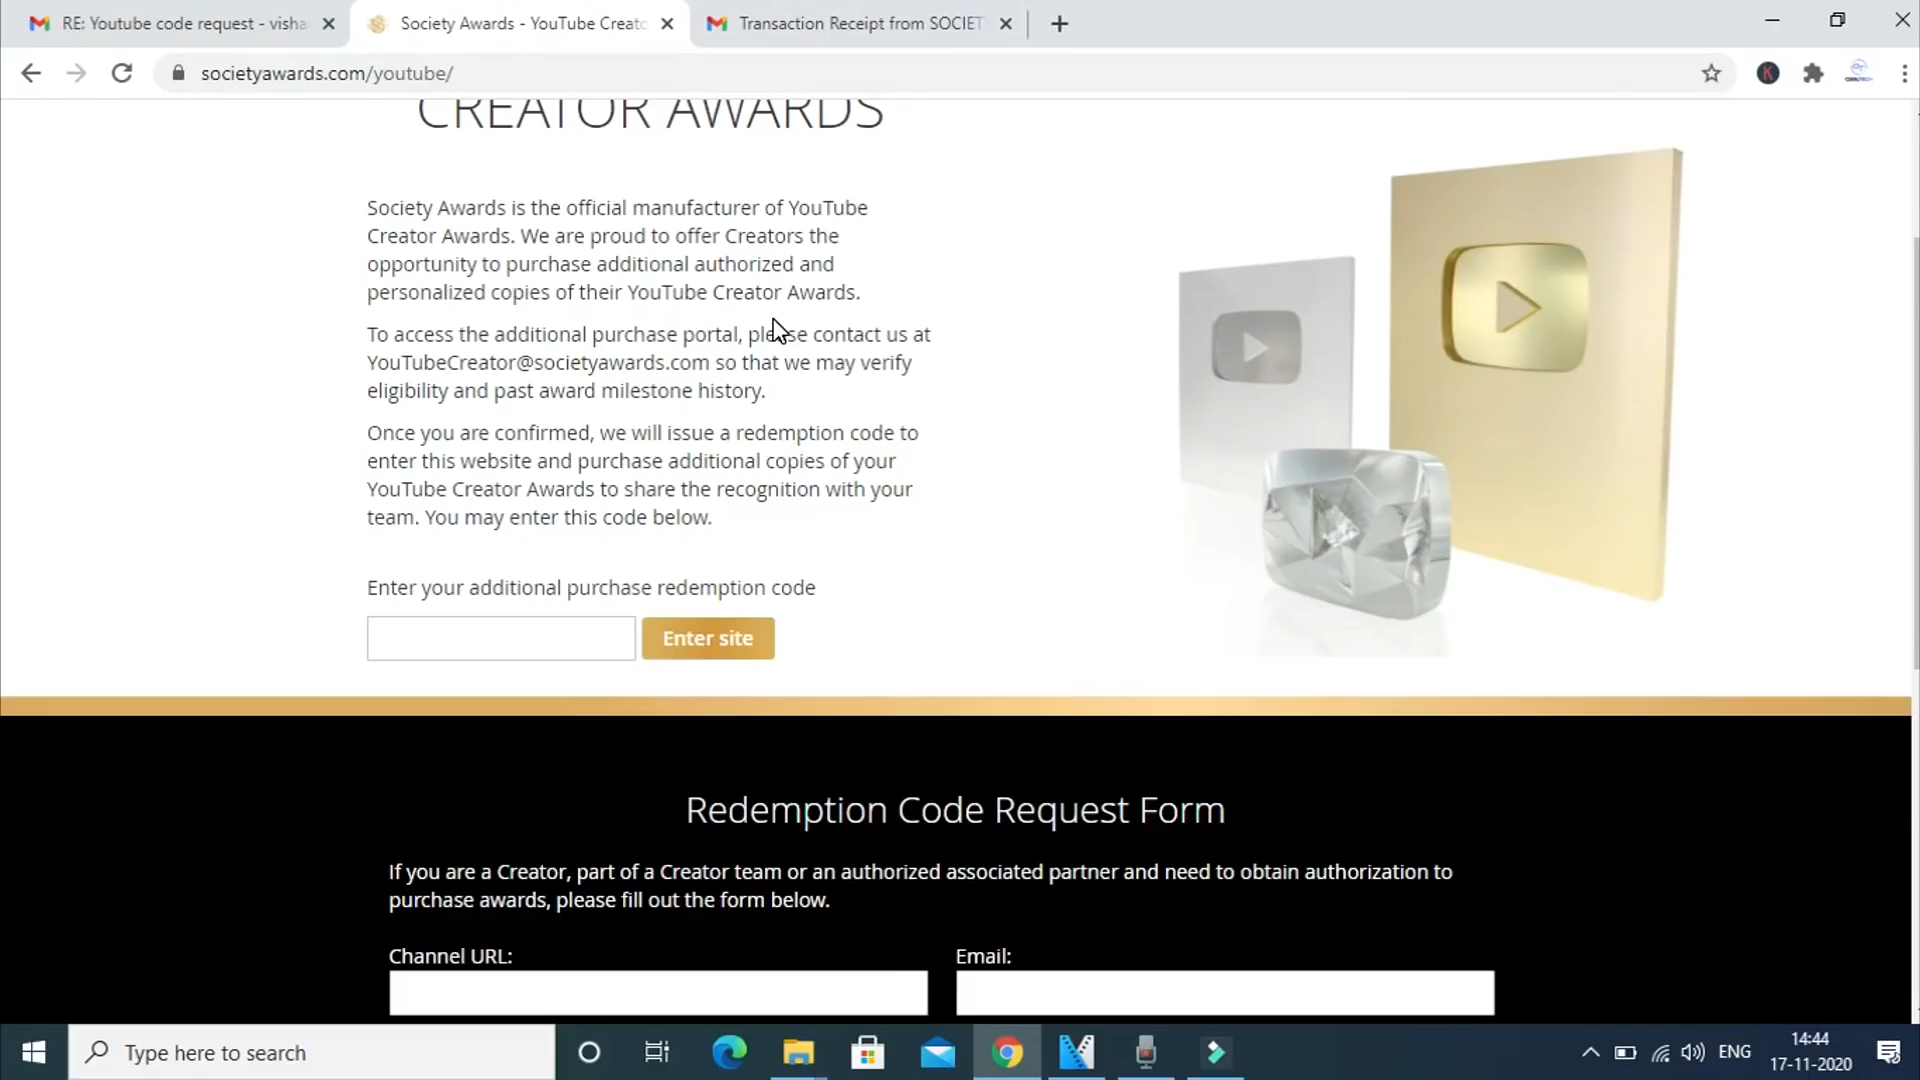 RE: Youtube code request - visha
Society Awards - YouTube Creato
Transaction Receipt from SOCIET
societyawards.com/youtube/
K
CREATOR AWARDS
Society Awards is the official manufacturer of YouTube
Creator Awards. We are proud to offer Creators the
opportunity to purchase additional authorized and
personalized copies of their YouTube Creator Awards.
To access the additional purchase portal, please contact us at
YouTubeCreator@societyawards.com so that we may verify
eligibility and past award milestone history.
Once you are confirmed, we will issue a redemption code to
enter this website and purchase additional copies of your
YouTube Creator Awards to share the recognition with your
team. You may enter this code below.
Enter your additional purchase redemption code
Enter site
Redemption Code Request Form
If you are a Creator, part of a Creator team or an authorized associated partner and need to obtain authorization to
purchase awards, please fill out the form below.
Channel URL:
Email:
Type here to search
ENG
14:44
17-11-2020